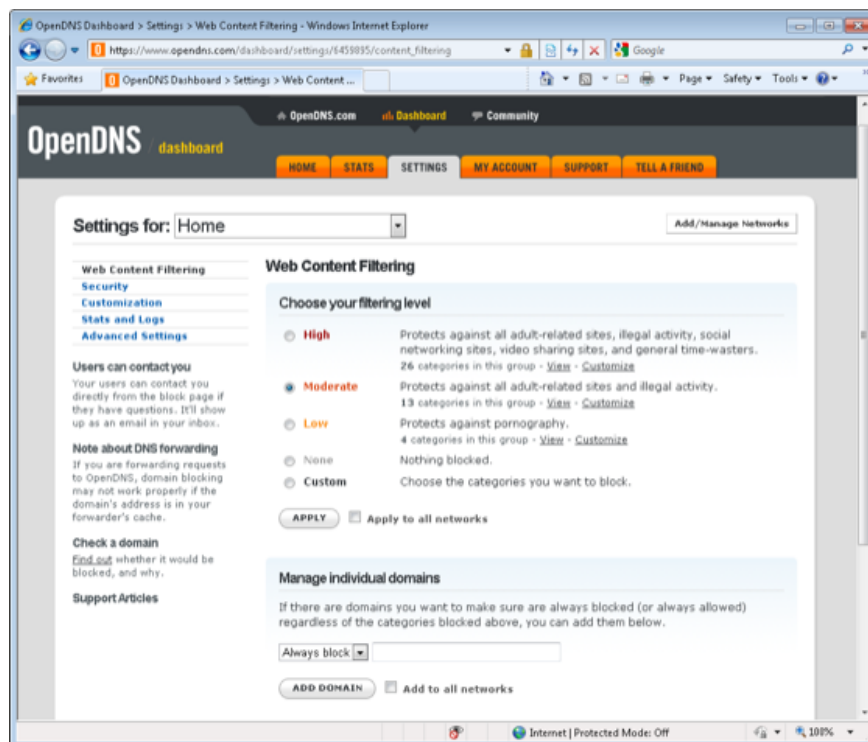 OpenDNS Dashboard > Settings > Web Content Filtering - Windows Internet Explorer
https://www.opendns.com/dashboard/settings/6459895/content_filtering
Google
Favorites
OpenDNS Dashboard > Settings > Web Content ...
Page
Safety
Tools
OpenDNS.com
Dashboard
Community
OpenDNS / dashboard
HOME
STATS
SETTINGS
MY ACCOUNT
SUPPORT
TELL A FRIEND
Settings for: Home
Add/Manage Networks
Web Content Filtering
Security
Customization
Stats and Logs
Advanced Settings
Users can contact you
Your users can contact you
directly from the block page if
they have questions. It'll show
up as an email in your inbox.
Note about DNS forwarding
If you are forwarding requests
to OpenDNS, domain blocking
may not work properly if the
domain's address is in your
forwarder's cache.
Check a domain
Find out whether it would be
blocked, and why.
Support Articles
Web Content Filtering
Choose your filtering level
High
Protects against all adult-related sites, illegal activity, social
networking sites, video sharing sites, and general time-wasters.
26 categories in this group - View - Customize
Moderate
Protects against all adult-related sites and illegal activity.
13 categories in this group - View - Customize
Low
Protects against pornography.
4 categories in this group - View - Customize
None
Nothing blocked.
Custom
Choose the categories you want to block.
APPLY
Apply to all networks
Manage individual domains
If there are domains you want to make sure are always blocked (or always allowed)
regardless of the categories blocked above, you can add them below.
Always block
ADD DOMAIN
Add to all networks
Internet | Protected Mode: Off
100%